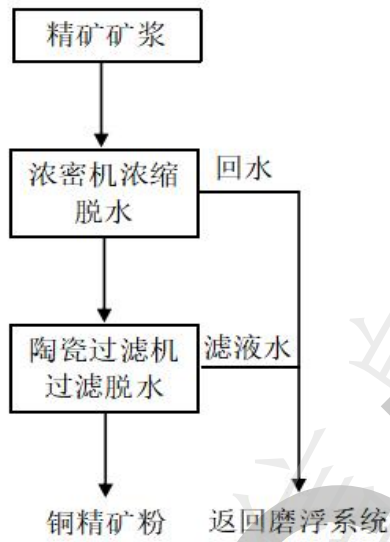 精矿矿浆
浓密机浓缩
脱水
回水
陶瓷过滤机
过滤脱水
滤液水
铜精矿粉
返回磨浮系统